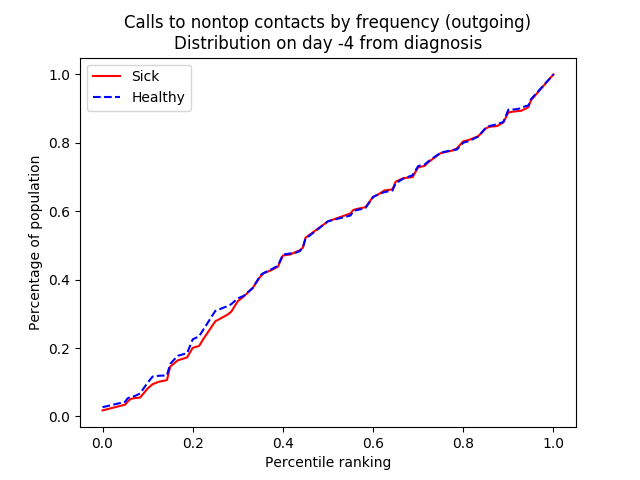 Calls to nontop contacts by frequency (outgoing)
Distribution on day -4 from diagnosis
Sick
Healthy
1.0
0.8
0.6
0.4
0.2
0.0
Percentage of population
0.0 0.2 0.4 0.6 0.8 1.0
Percentile ranking